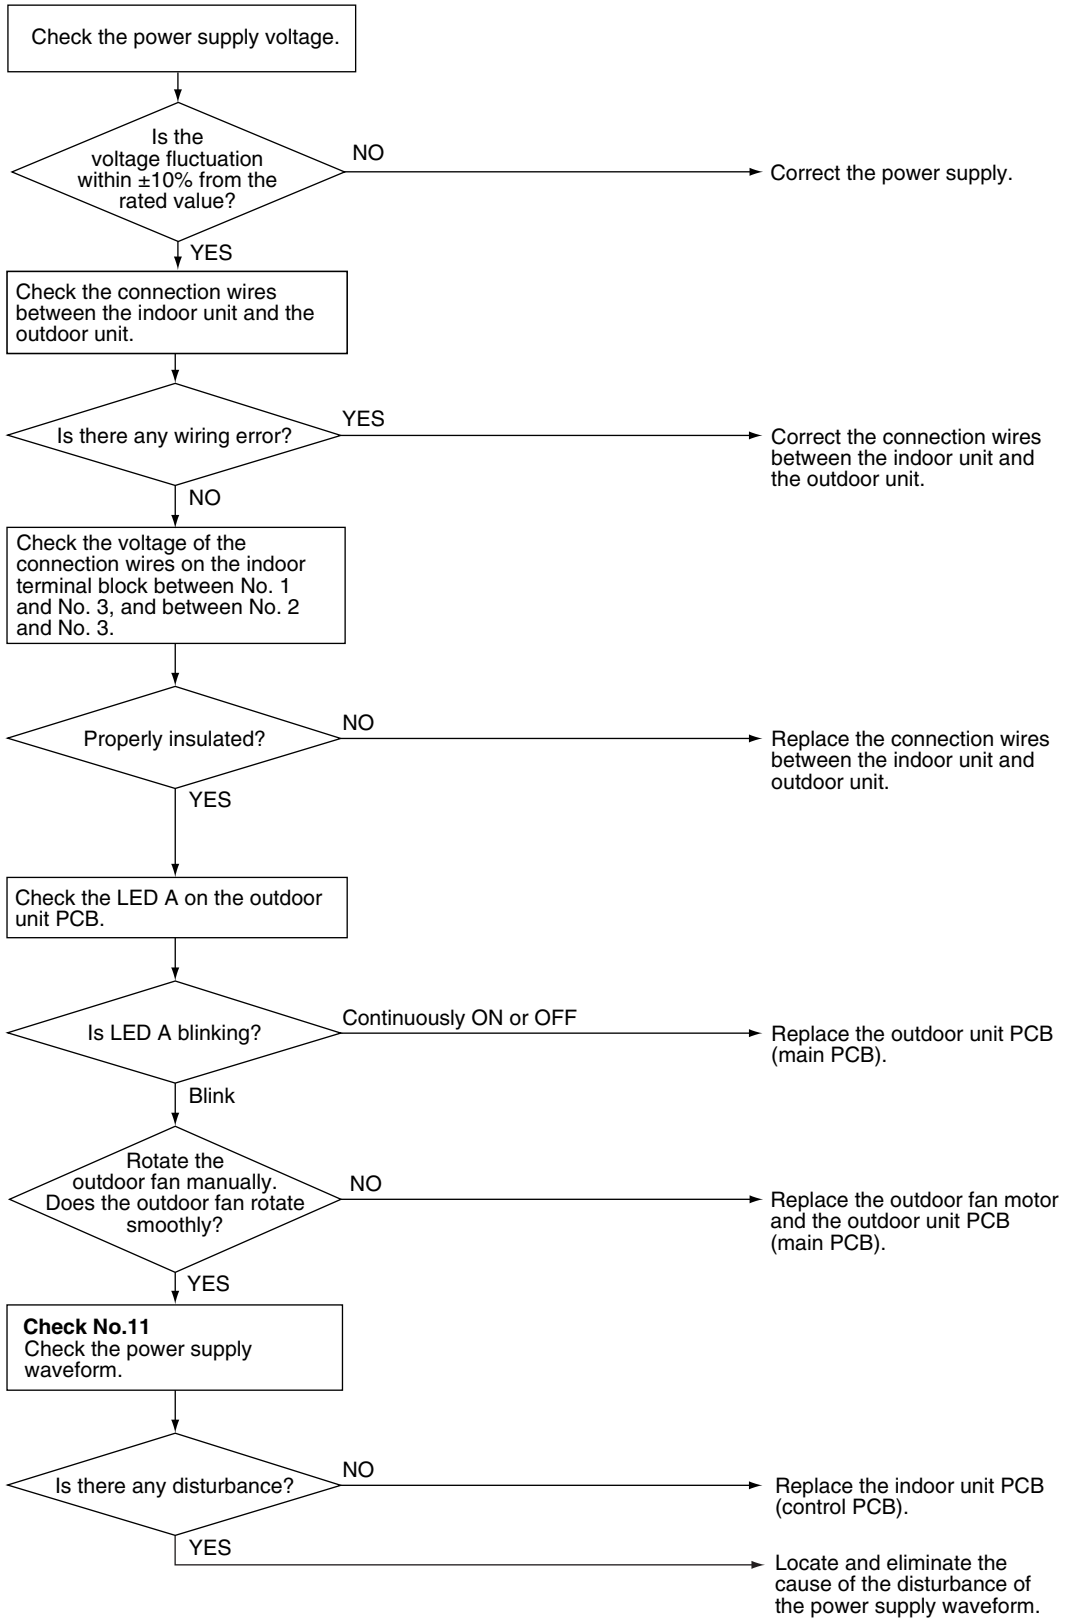 Check the power supply voltage.
Is the
voltage fluctuation
within ±10% from the
rated value?
NO
Correct the power supply.
YES
Check the connection wires
between the indoor unit and the
outdoor unit.
Is there any wiring error?
YES
Correct the connection wires
between the indoor unit and
the outdoor unit.
NO
Check the voltage of the
connection wires on the indoor
terminal block between No. 1
and No. 3, and between No. 2
and No. 3.
Properly insulated?
NO
Replace the connection wires
between the indoor unit and
outdoor unit.
YES
Check the LED A on the outdoor
unit PCB.
Is LED A blinking?
Continuously ON or OFF
Replace the outdoor unit PCB
(main PCB).
Blink
Rotate the
outdoor fan manually.
Does the outdoor fan rotate
smoothly?
NO
Replace the outdoor fan motor
and the outdoor unit PCB
(main PCB).
YES
Check No.11
Check the power supply
waveform.
Is there any disturbance?
NO
Replace the indoor unit PCB
(control PCB).
YES
Locate and eliminate the
cause of the disturbance of
the power supply waveform.